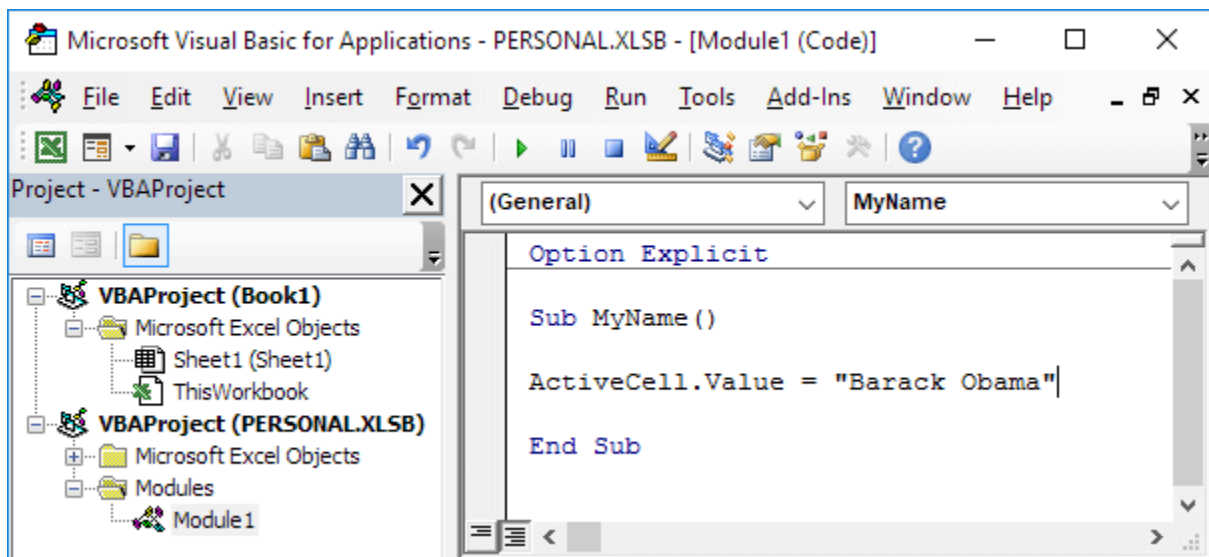 Microsoft Visual Basic for Applications - PERSONAL.XLSB - [Module1 (Code)]
File Edit View Insert Format Debug Run Tools Add-Ins Window Help
Project - VBAProject
(General) MyName
VBAProject (Book1)
Microsoft Excel Objects
Sheet1 (Sheet1)
ThisWorkbook
VBAProject (PERSONAL.XLSB)
Microsoft Excel Objects
Modules
Module1
Option Explicit
Sub MyName()
ActiveCell.Value = "Barack Obama"
End Sub